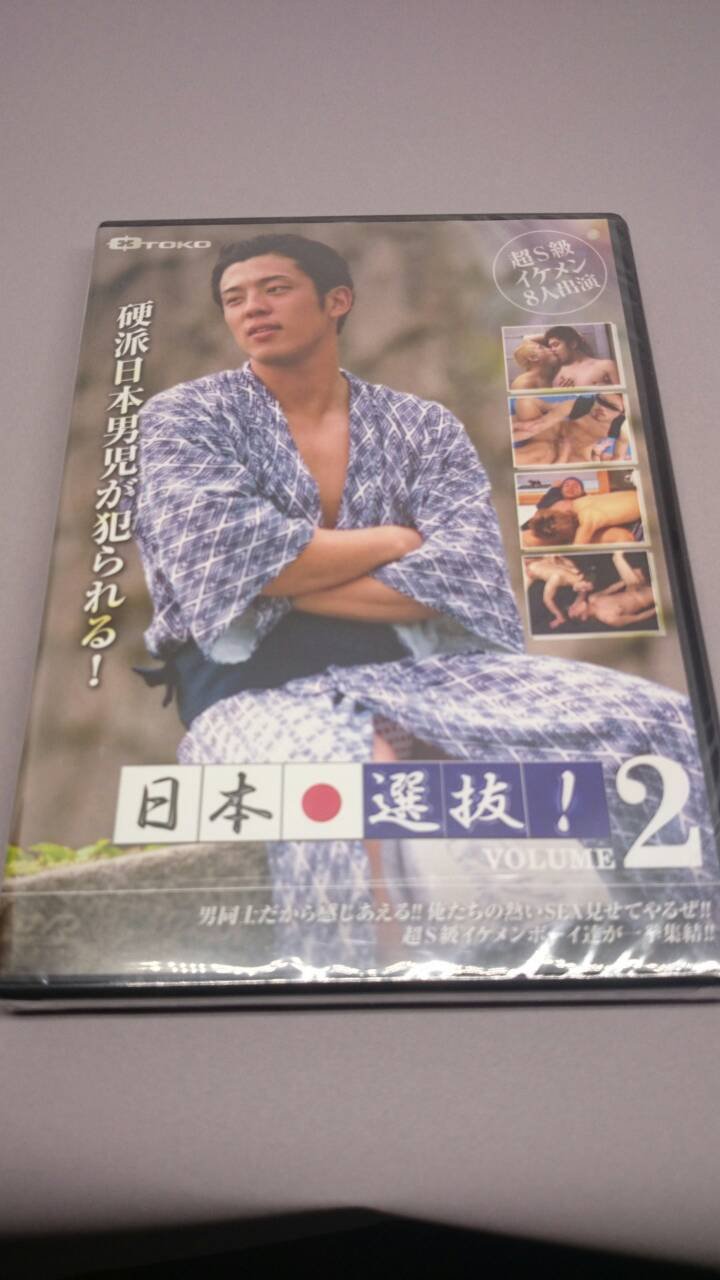 TOKO
超S級
イケメン
8人出演
硬派日本男児が犯られる！
日本選抜！2
VOLUME
男同士だから感じあえる!!俺たちの熱いSEX見せてやるぜ!!
超S級イケメンボーイ達が一挙集結!!